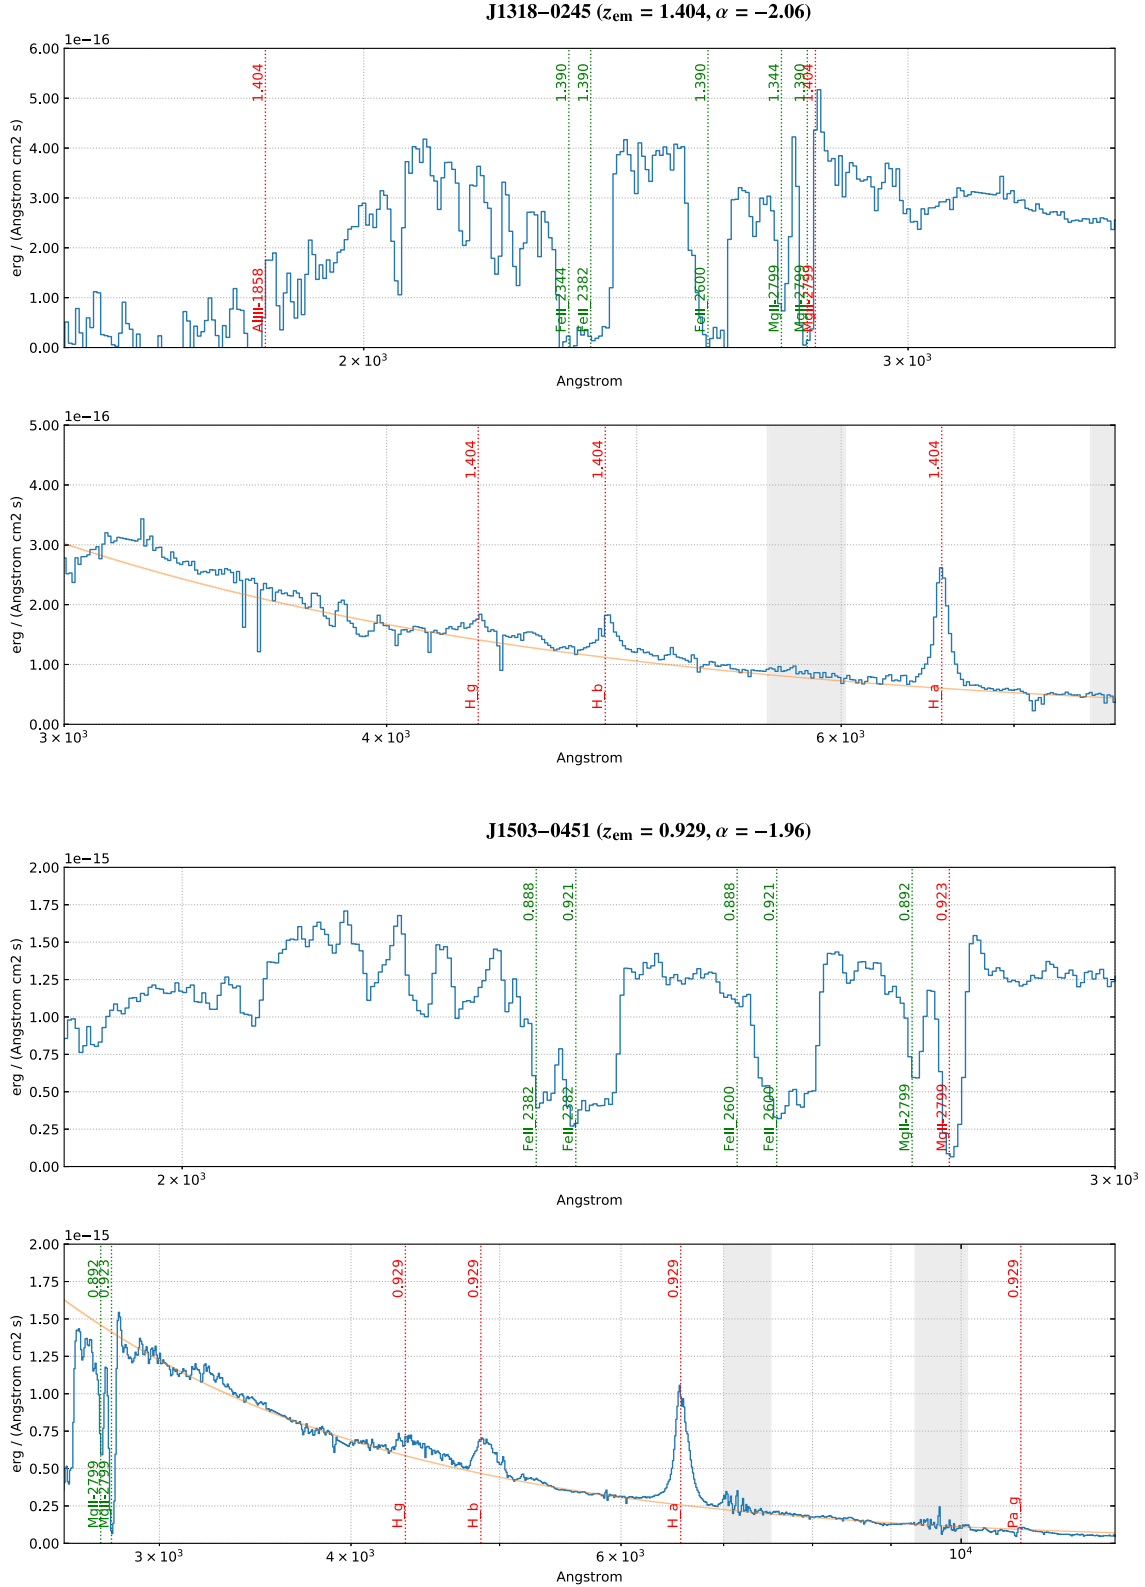 J1318−0245 (zem = 1.404, α = −2.06)
1e−16
6.00
5.00
4.00
3.00
2.00
1.00
0.00
erg / (Angstrom cm2 s)
1.404
1.390
1.390
1.390
1.344
1.390
1.404
AlIII-1858
FeII_2344
FeII_2382
FeII_2600
MgII-2799
MgII-2799
MgII-2799
2 × 10³
3 × 10³
Angstrom
1e−16
5.00
4.00
3.00
2.00
1.00
0.00
erg / (Angstrom cm2 s)
1.404
1.404
1.404
H_g
H_b
H_a
3 × 10³
4 × 10³
6 × 10³
Angstrom
J1503−0451 (zem = 0.929, α = −1.96)
1e−15
2.00
1.75
1.50
1.25
1.00
0.75
0.50
0.25
0.00
erg / (Angstrom cm2 s)
0.888
0.921
0.888
0.921
0.892
0.923
FeII_2382
FeII_2382
FeII_2600
FeII_2600
MgII-2799
MgII-2799
2 × 10³
3 × 10³
Angstrom
1e−15
2.00
1.75
1.50
1.25
1.00
0.75
0.50
0.25
0.00
erg / (Angstrom cm2 s)
0.892
0.923
0.929
0.929
0.929
0.929
MgII-2799
MgII-2799
H_g
H_b
H_a
Pa_g
3 × 10³
4 × 10³
6 × 10³
10⁴
Angstrom